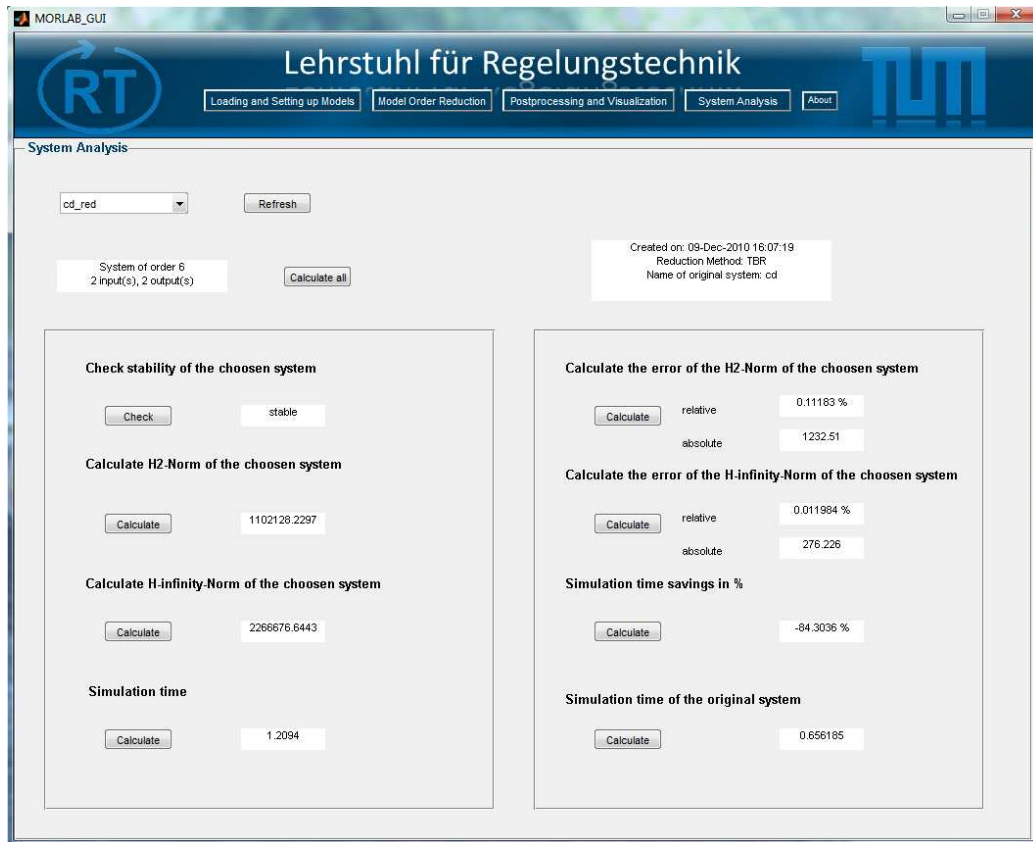 MORLAB_GUI
RT
Lehrstuhl für Regelungstechnik
TUM
Loading and Setting up Models
Model Order Reduction
Postprocessing and Visualization
System Analysis
About
System Analysis
cd_red
Refresh
System of order 6
2 input(s), 2 output(s)
Calculate all
Created on: 09-Dec-2010 16:07:19
Reduction Method: TBR
Name of original system: cd
Check stability of the choosen system
Check
stable
Calculate H2-Norm of the choosen system
Calculate
1102128.2297
Calculate H-infinity-Norm of the choosen system
Calculate
2266676.6443
Simulation time
Calculate
1.2094
Calculate the error of the H2-Norm of the choosen system
Calculate
relative
0.11183 %
absolute
1232.51
Calculate the error of the H-infinity-Norm of the choosen system
Calculate
relative
0.011984 %
absolute
276.226
Simulation time savings in %
Calculate
-84.3036 %
Simulation time of the original system
Calculate
0.656185